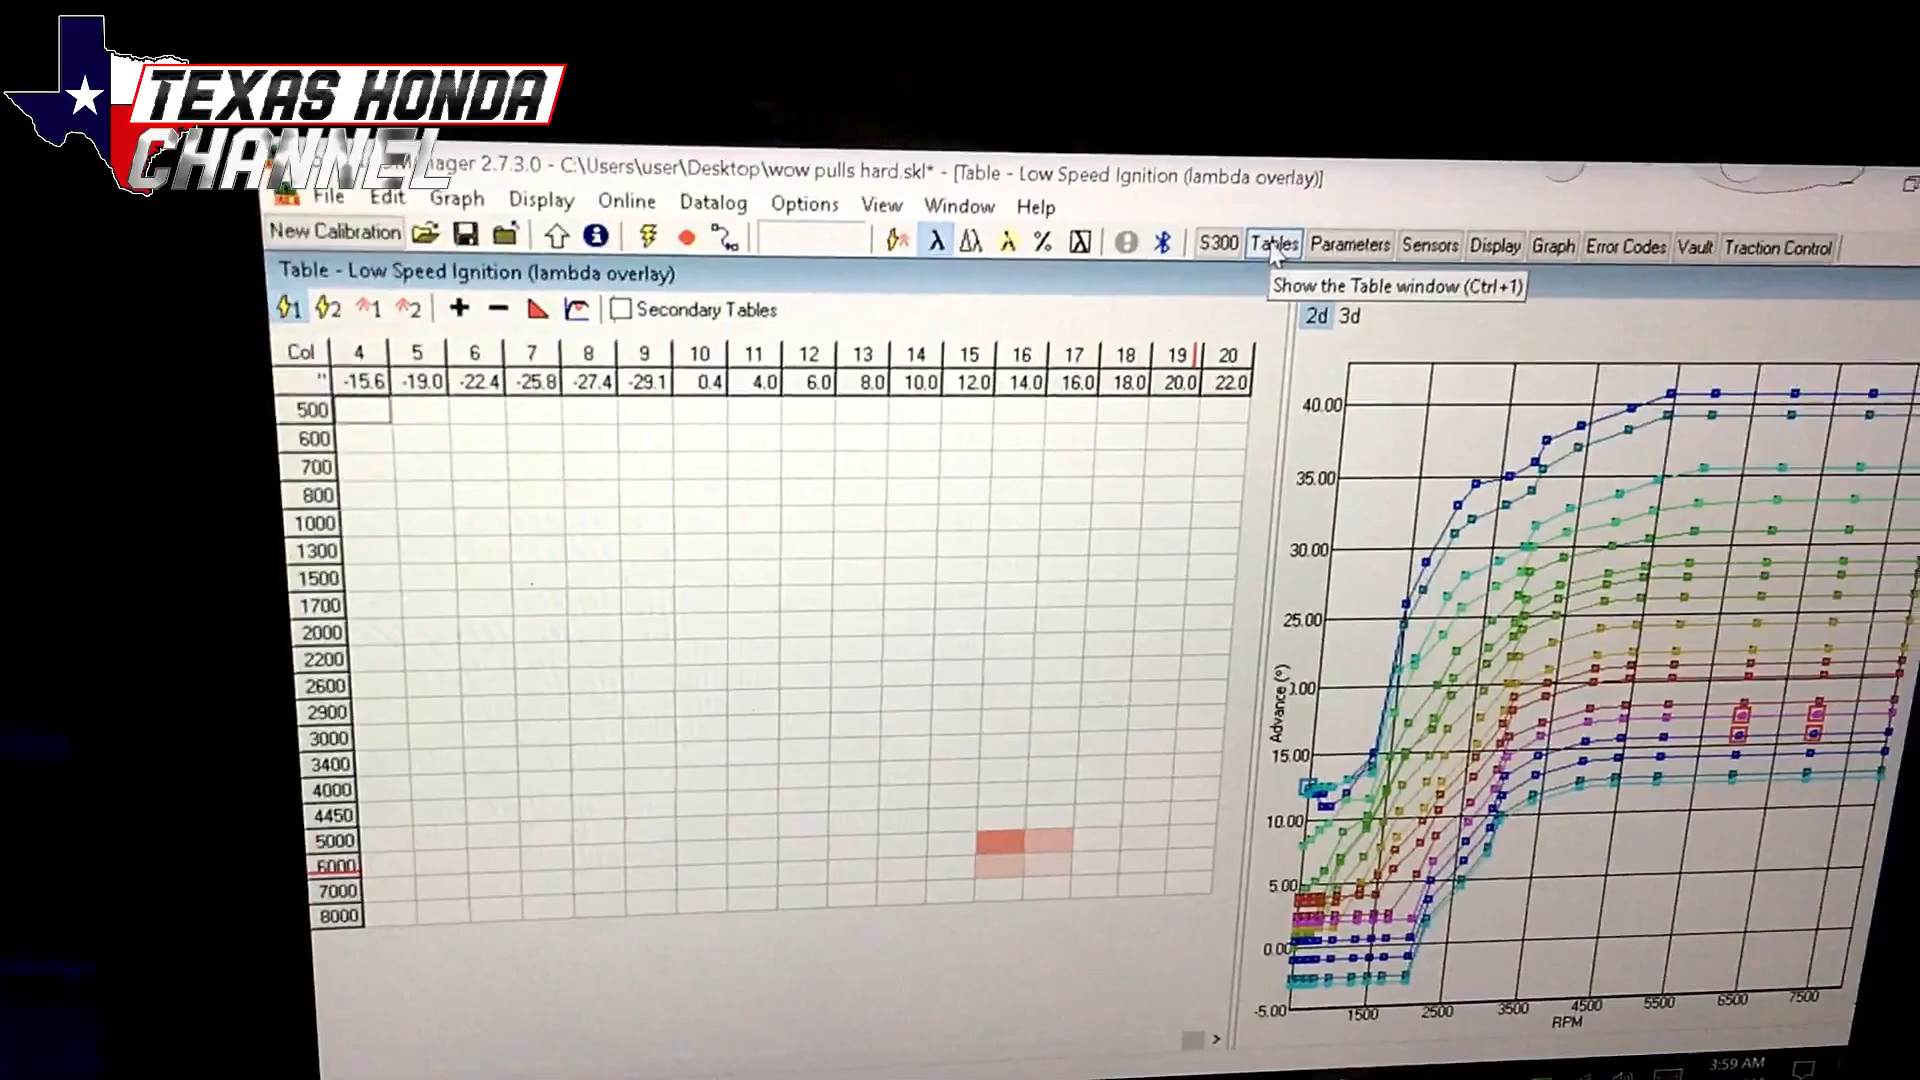 TEXAS HONDA
CHANNEL
Manager 2.7.3.0 - C:\Users\user\Desktop\wow pulls hard.skl* - [Table - Low Speed Ignition (lambda overlay)]
File Edit Graph Display Online Datalog Options View Window Help
New Calibration λ Δλ λ % S300 Tables Parameters Sensors Display Graph Error Codes Vault Traction Control
Table - Low Speed Ignition (lambda overlay)
Show the Table window (Ctrl+1)
1 2 1 2 + - Secondary Tables
2d 3d
Col 4 5 6 7 8 9 10 11 12 13 14 15 16 17 18 19 20
" -15.6 -19.0 -22.4 -25.8 -27.4 -29.1 0.4 4.0 6.0 8.0 10.0 12.0 14.0 16.0 18.0 20.0 22.0
500
600
700
800
1000
1300
1500
1700
2000
2200
2600
2900
3000
3400
4000
4450
5000
6000
7000
8000
40.00
35.00
30.00
25.00
15.00
10.00
5.00
0.00
-5.00
Advance (°)
1500 2500 3500 4500 5500 6500 7500
RPM
3:59 AM